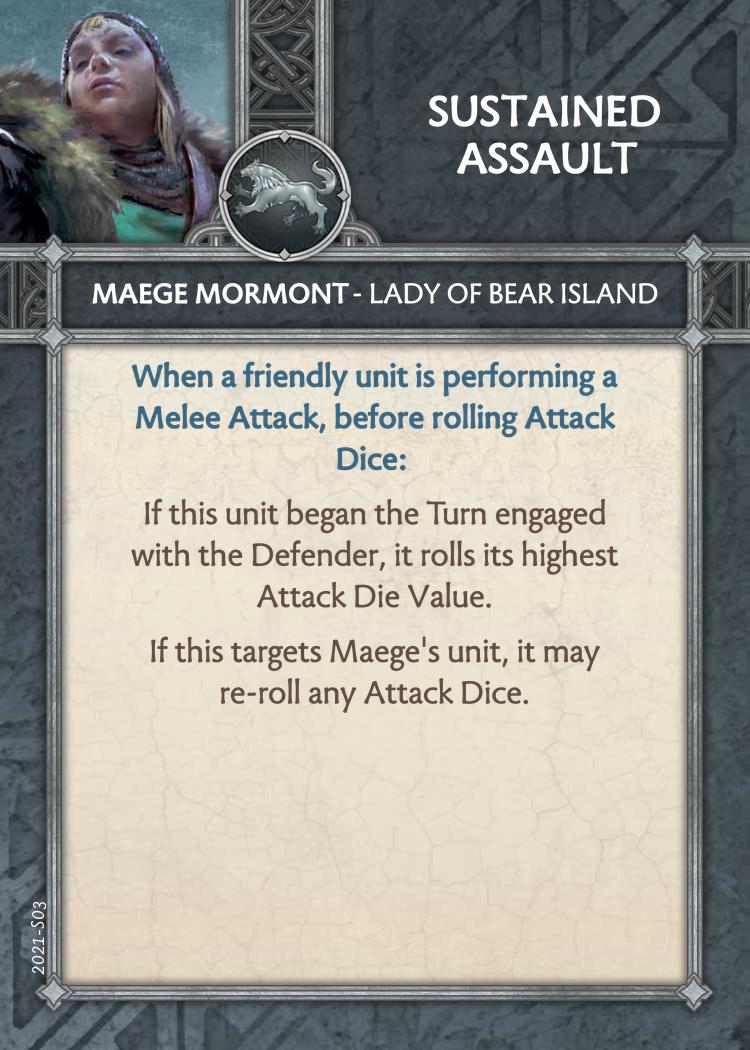 SUSTAINED
ASSAULT
MAEGE MORMONT - LADY OF BEAR ISLAND
When a friendly unit is performing a
Melee Attack, before rolling Attack
Dice:
If this unit began the Turn engaged
with the Defender, it rolls its highest
Attack Die Value.
If this targets Maege's unit, it may
re-roll any Attack Dice.
2021-S03